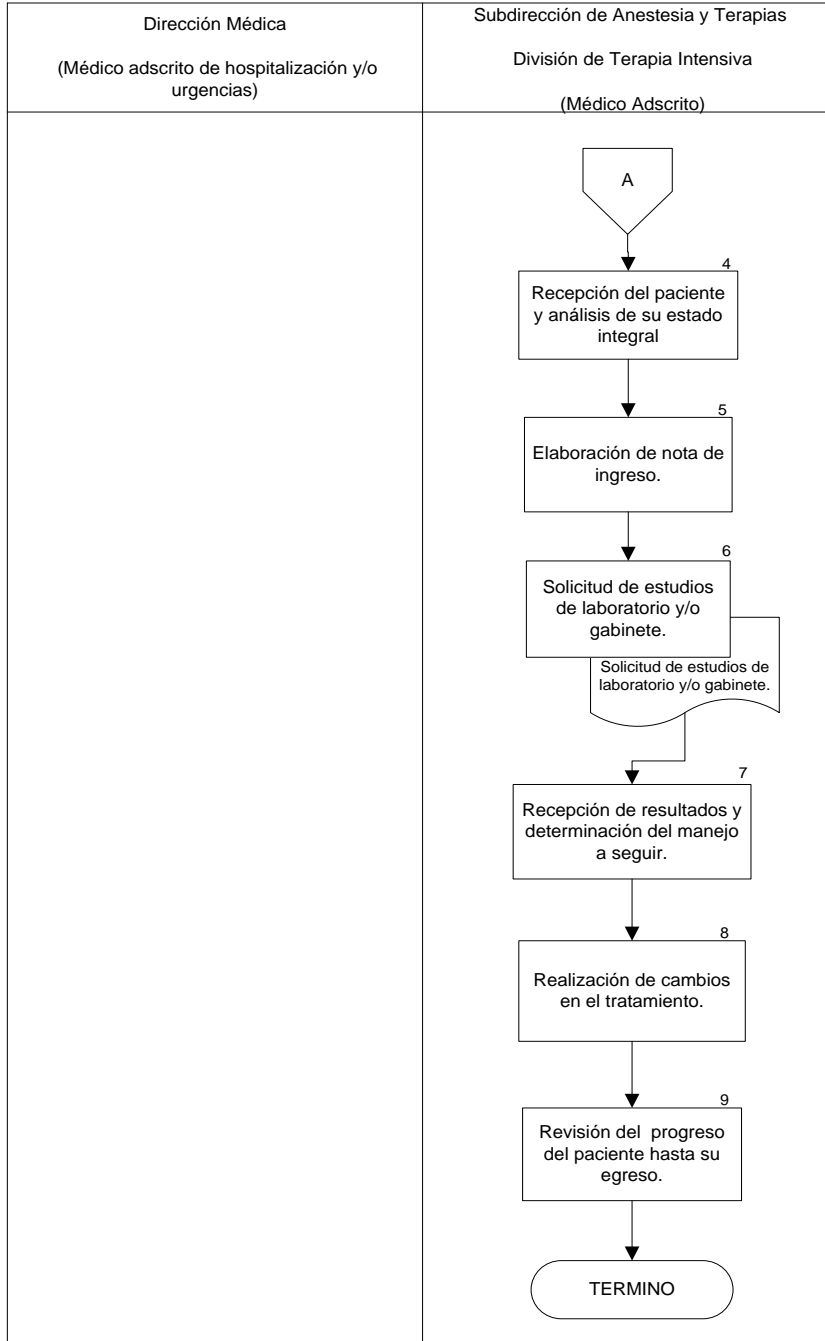 Dirección Médica
(Médico adscrito de hospitalización y/o
urgencias)
Subdirección de Anestesia y Terapias
División de Terapia Intensiva
(Médico Adscrito)
A
4
Recepción del paciente
y análisis de su estado
integral
5
Elaboración de nota de
ingreso.
6
Solicitud de estudios
de laboratorio y/o
gabinete.
Solicitud de estudios de
laboratorio y/o gabinete.
7
Recepción de resultados y
determinación del manejo
a seguir.
8
Realización de cambios
en el tratamiento.
9
Revisión del progreso
del paciente hasta su
egreso.
TERMINO